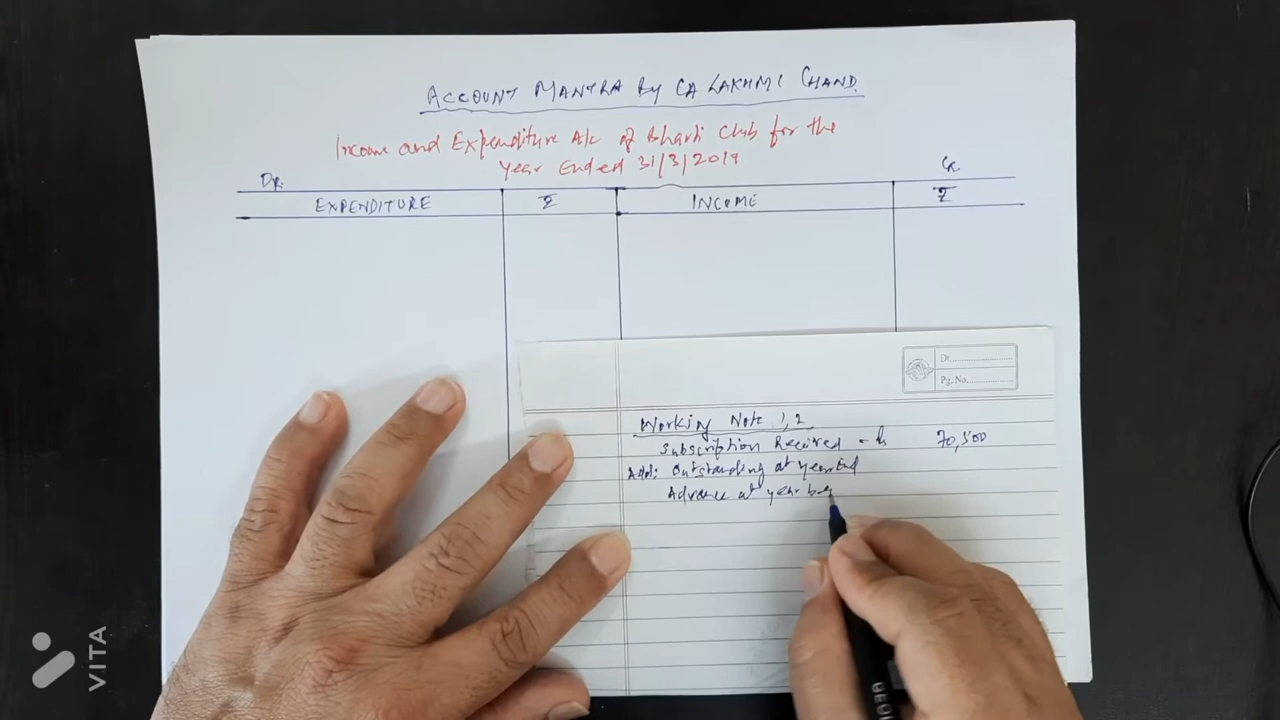 ACCOUNT MANTRA By CA LAKHMI CHAND.
Income and Expenditure A/c of Bharti Club for the
Year Ended 31/3/2019
Dr. Cr.
EXPENDITURE ₹ INCOME ₹
Dt.
Pg. No.
Working Note 1,2
Subscription Received - Rs 70,500
Add: Outstanding at year End
Advance at year beg
VITA